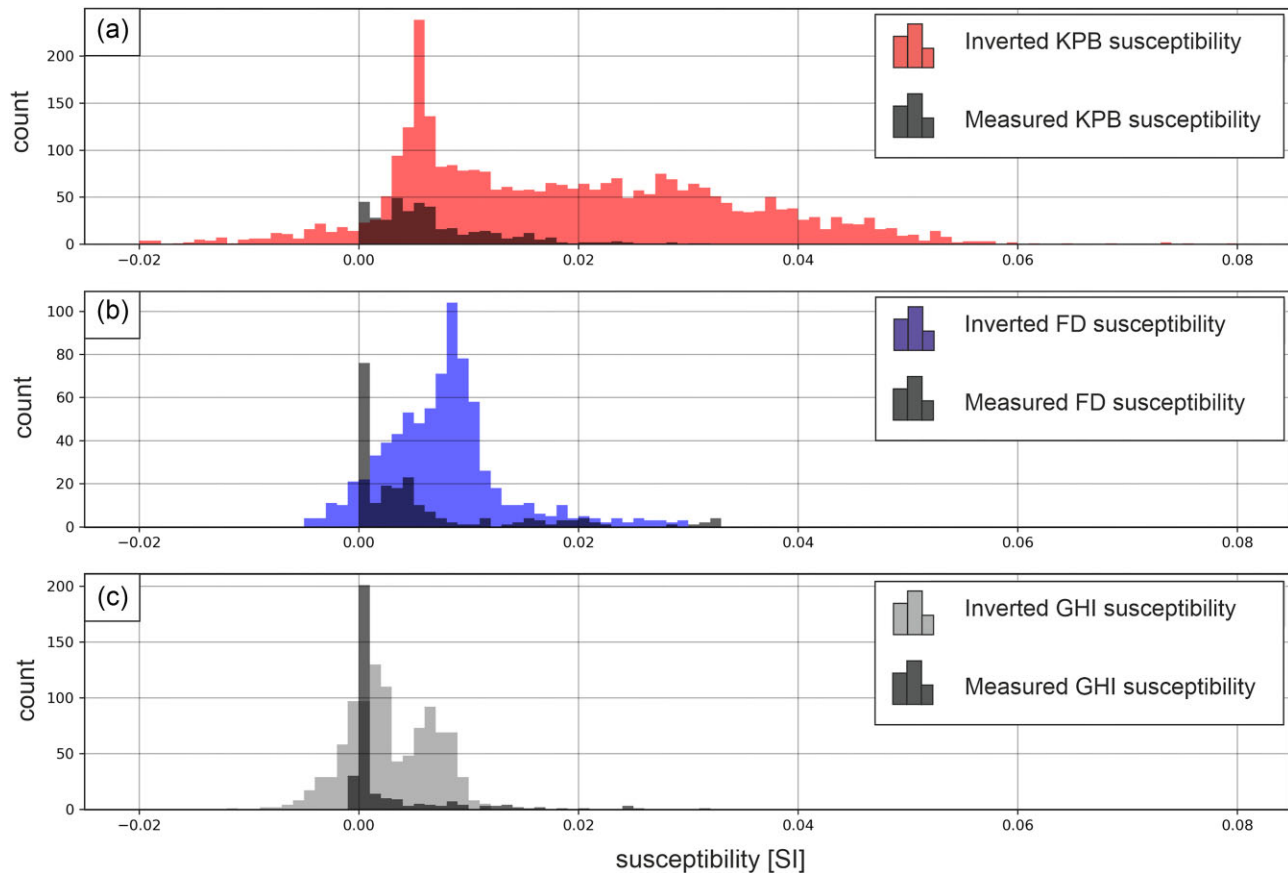 (a)
count
200
150
100
50
0
−0.02 0.00 0.02 0.04 0.06 0.08
Inverted KPB susceptibility
Measured KPB susceptibility
(b)
count
100
80
60
40
20
0
−0.02 0.00 0.02 0.04 0.06 0.08
Inverted FD susceptibility
Measured FD susceptibility
(c)
count
200
150
100
50
0
−0.02 0.00 0.02 0.04 0.06 0.08
Inverted GHI susceptibility
Measured GHI susceptibility
susceptibility [SI]